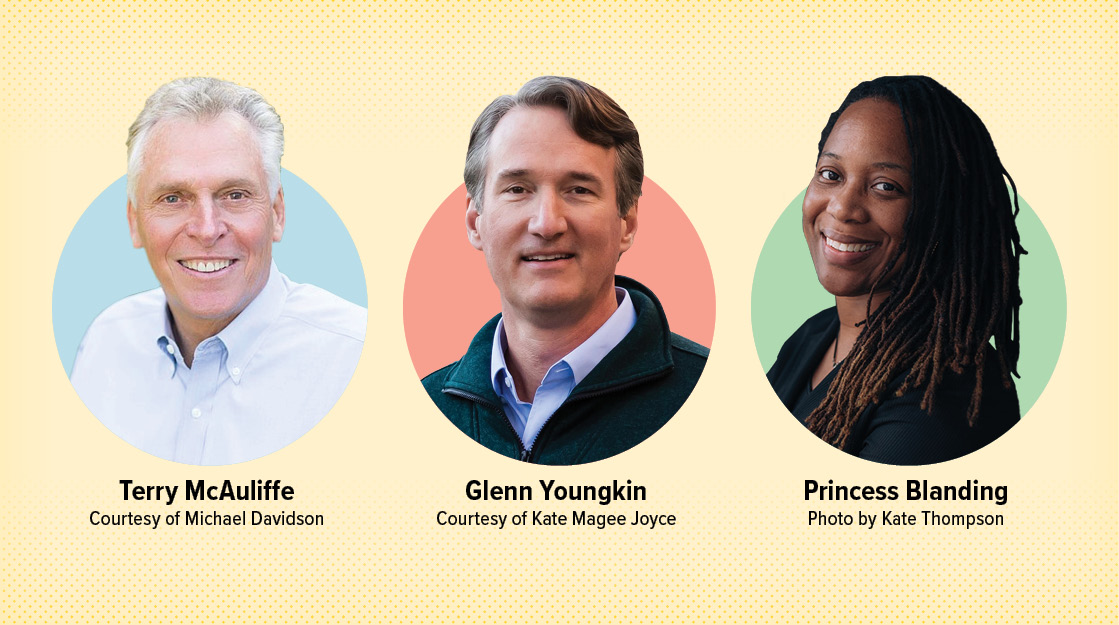 Terry McAuliffe
Courtesy of Michael Davidson
Glenn Youngkin
Courtesy of Kate Magee Joyce
Princess Blanding
Photo by Kate Thompson